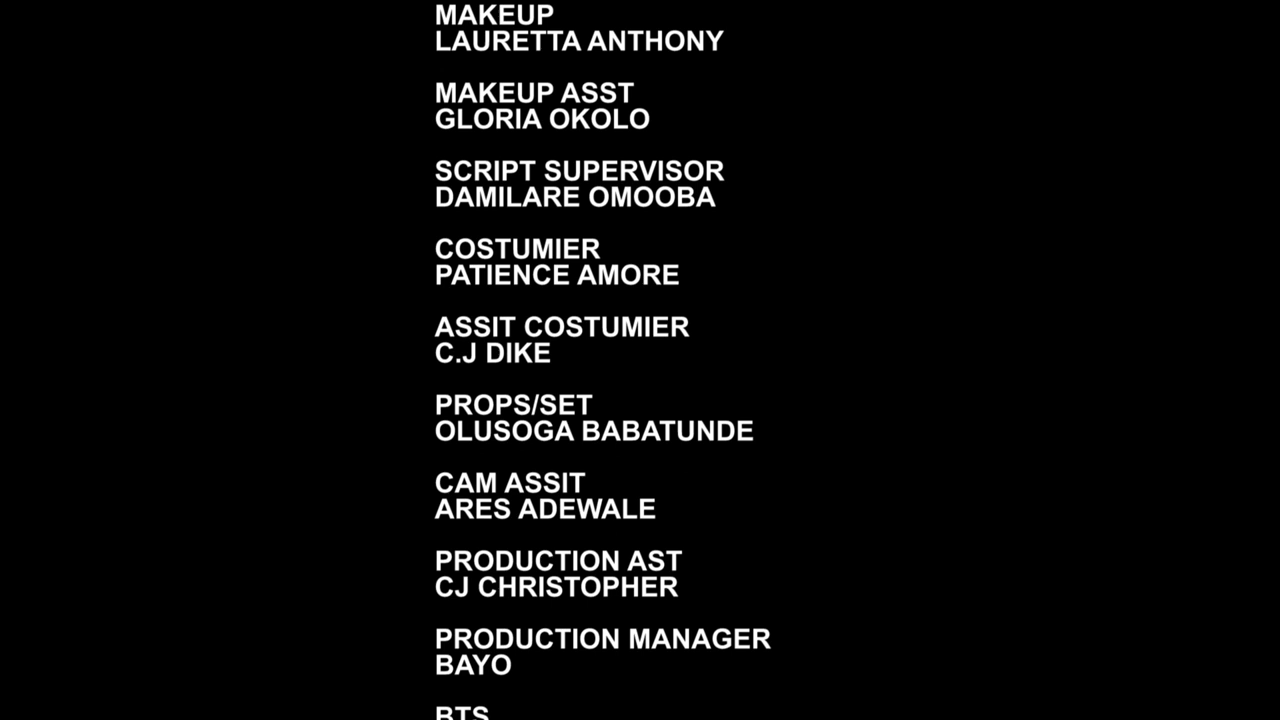 MAKEUP
LAURETTA ANTHONY
MAKEUP ASST
GLORIA OKOLO
SCRIPT SUPERVISOR
DAMILARE OMOOBA
COSTUMIER
PATIENCE AMORE
ASSIT COSTUMIER
C.J DIKE
PROPS/SET
OLUSOGA BABATUNDE
CAM ASSIT
ARES ADEWALE
PRODUCTION AST
CJ CHRISTOPHER
PRODUCTION MANAGER
BAYO
BTS